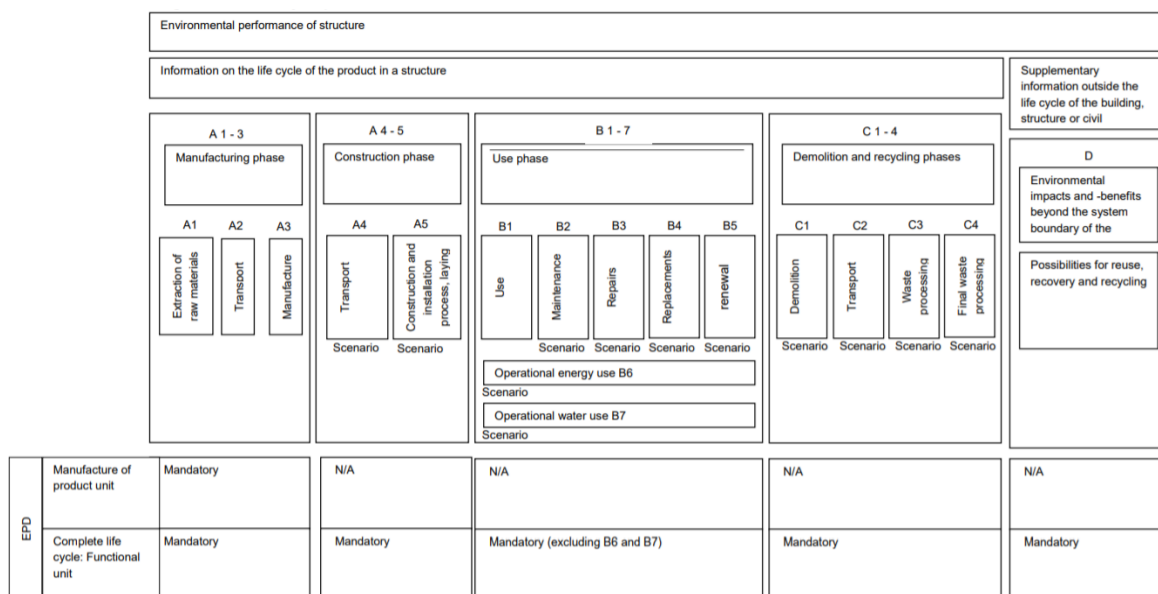 Environmental performance of structure
Information on the life cycle of the product in a structure
Supplementary
information outside the
life cycle of the building,
structure or civil
A 1 - 3
Manufacturing phase
A1
A2
A3
Extraction of
raw materials
Transport
Manufacture
A 4 - 5
Construction phase
A4
A5
Transport
Construction and
installation
process, laying
Scenario
Scenario
B 1 - 7
Use phase
B1
B2
B3
B4
B5
Use
Maintenance
Repairs
Replacements
renewal
Scenario
Scenario
Scenario
Scenario
Operational energy use B6
Scenario
Operational water use B7
Scenario
C 1 - 4
Demolition and recycling phases
C1
C2
C3
C4
Demolition
Transport
Waste
processing
Final waste
processing
Scenario
Scenario
Scenario
Scenario
D
Environmental
impacts and -benefits
beyond the system
boundary of the
Possibilities for reuse,
recovery and recycling
EPD
Manufacture of
product unit
Mandatory
N/A
N/A
N/A
N/A
Complete life
cycle: Functional
unit
Mandatory
Mandatory
Mandatory (excluding B6 and B7)
Mandatory
Mandatory